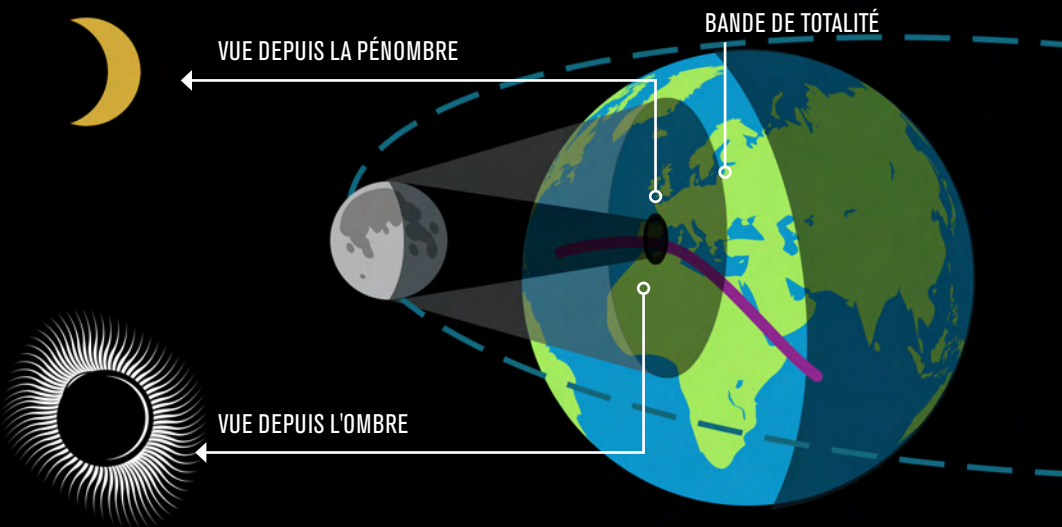 BANDE DE TOTALITÉ
VUE DEPUIS LA PÉNOMBRE
VUE DEPUIS L'OMBRE